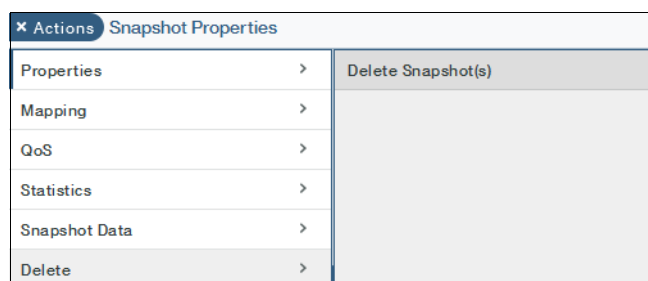 × Actions Snapshot Properties
Properties > Delete Snapshot(s)
Mapping >
QoS >
Statistics >
Snapshot Data >
Delete >